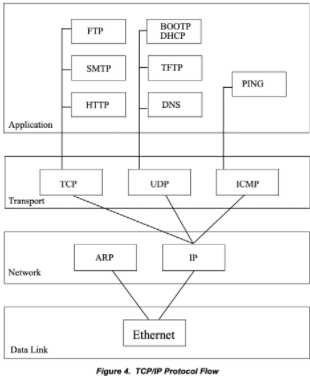 FTP
BOOTP
DHCP
SMTP
TFTP
PING
HTTP
DNS
Application
TCP
UDP
ICMP
Transport
ARP
IP
Network
Ethernet
Data Link
Figure 4. TCP/IP Protocol Flow